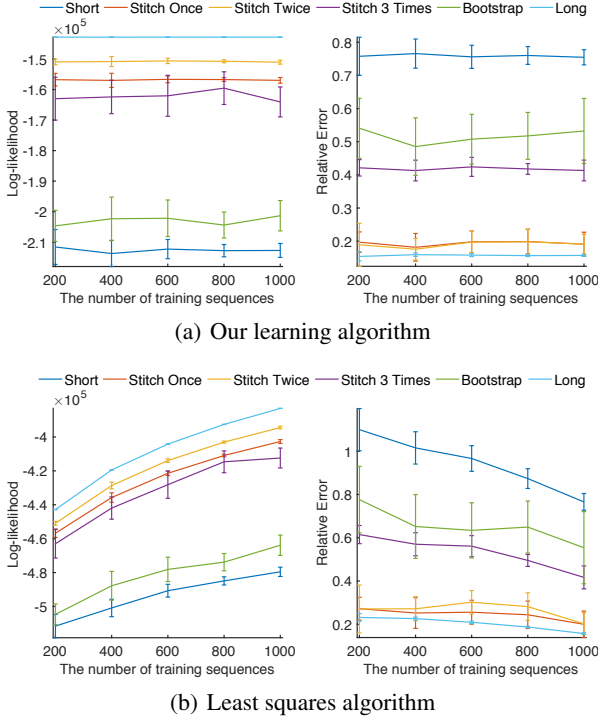 Short Stitch Once Stitch Twice Stitch 3 Times Bootstrap Long
×10⁵
-1.5
-1.6
-1.7
-1.8
-1.9
-2
-2.1
Log-likelihood
200 400 600 800 1000
The number of training sequences
0.8
0.7
0.6
0.5
0.4
0.3
0.2
Relative Error
200 400 600 800 1000
The number of training sequences
(a) Our learning algorithm
Short Stitch Once Stitch Twice Stitch 3 Times Bootstrap Long
×10⁵
-4
-4.2
-4.4
-4.6
-4.8
-5
Log-likelihood
200 400 600 800 1000
The number of training sequences
1
0.8
0.6
0.4
0.2
Relative Error
200 400 600 800 1000
The number of training sequences
(b) Least squares algorithm